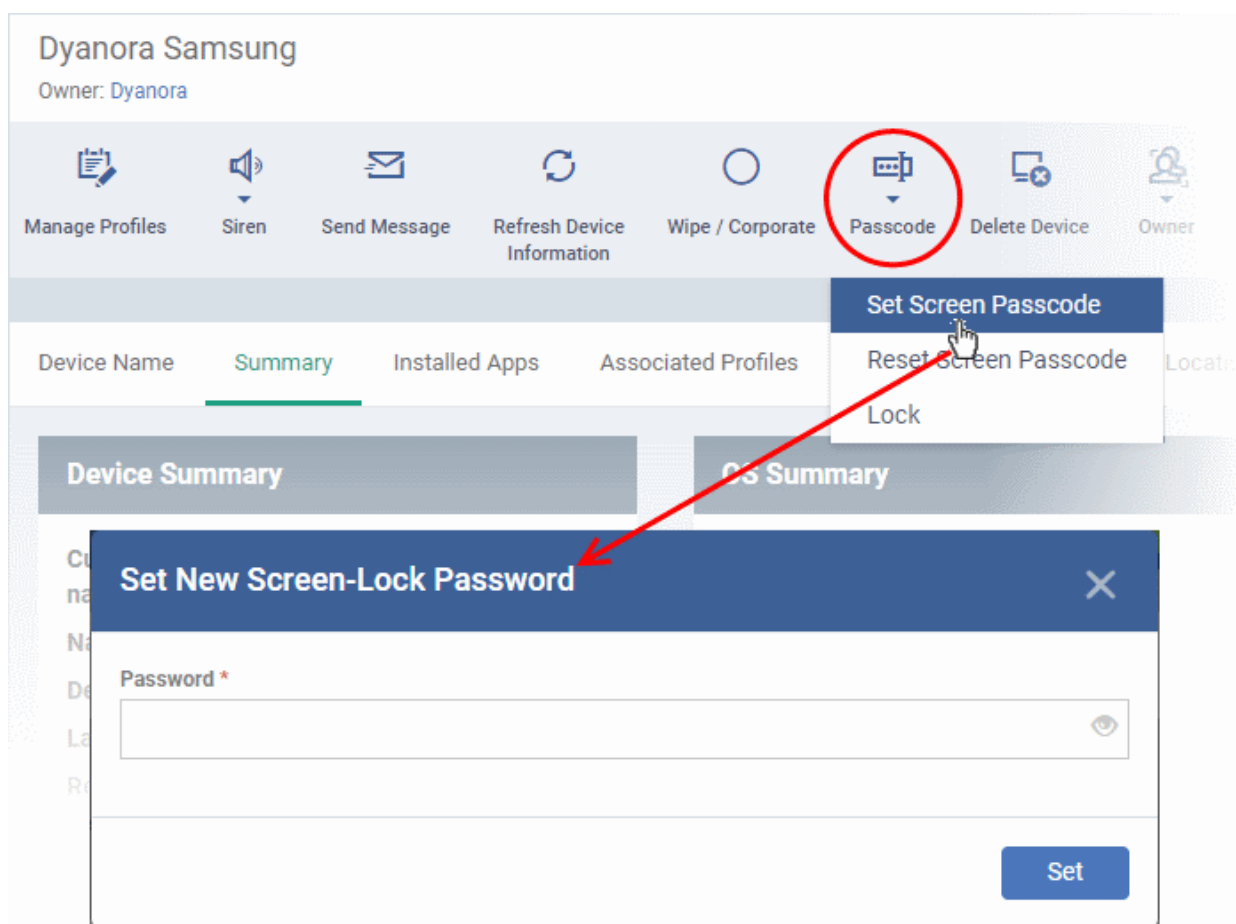 Dyanora Samsung
Owner: Dyanora
Manage Profiles
Siren
Send Message
Refresh Device
Information
Wipe / Corporate
Passcode
Delete Device
Owner
Set Screen Passcode
Reset Screen Passcode
Lock
Device Name
Summary
Installed Apps
Associated Profiles
Device Summary
OS Summary
Set New Screen-Lock Password
Password *
Set